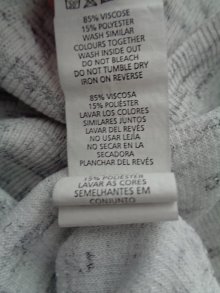 85% VISCOSE
15% POLYESTER
WASH SIMILAR
COLOURS TOGETHER
WASH INSIDE OUT
DO NOT BLEACH
DO NOT TUMBLE DRY
IRON ON REVERSE
85% VISCOSA
15% POLIÉSTER
LAVAR LOS COLORES
SIMILARES JUNTOS
LAVAR DEL REVÉS
NO USAR LEJÍA
NO SECAR EN LA
SECADORA
PLANCHAR DEL REVÉS
15% POLIÉSTER
LAVAR AS CORES
SEMELHANTES EM
CONJUNTO